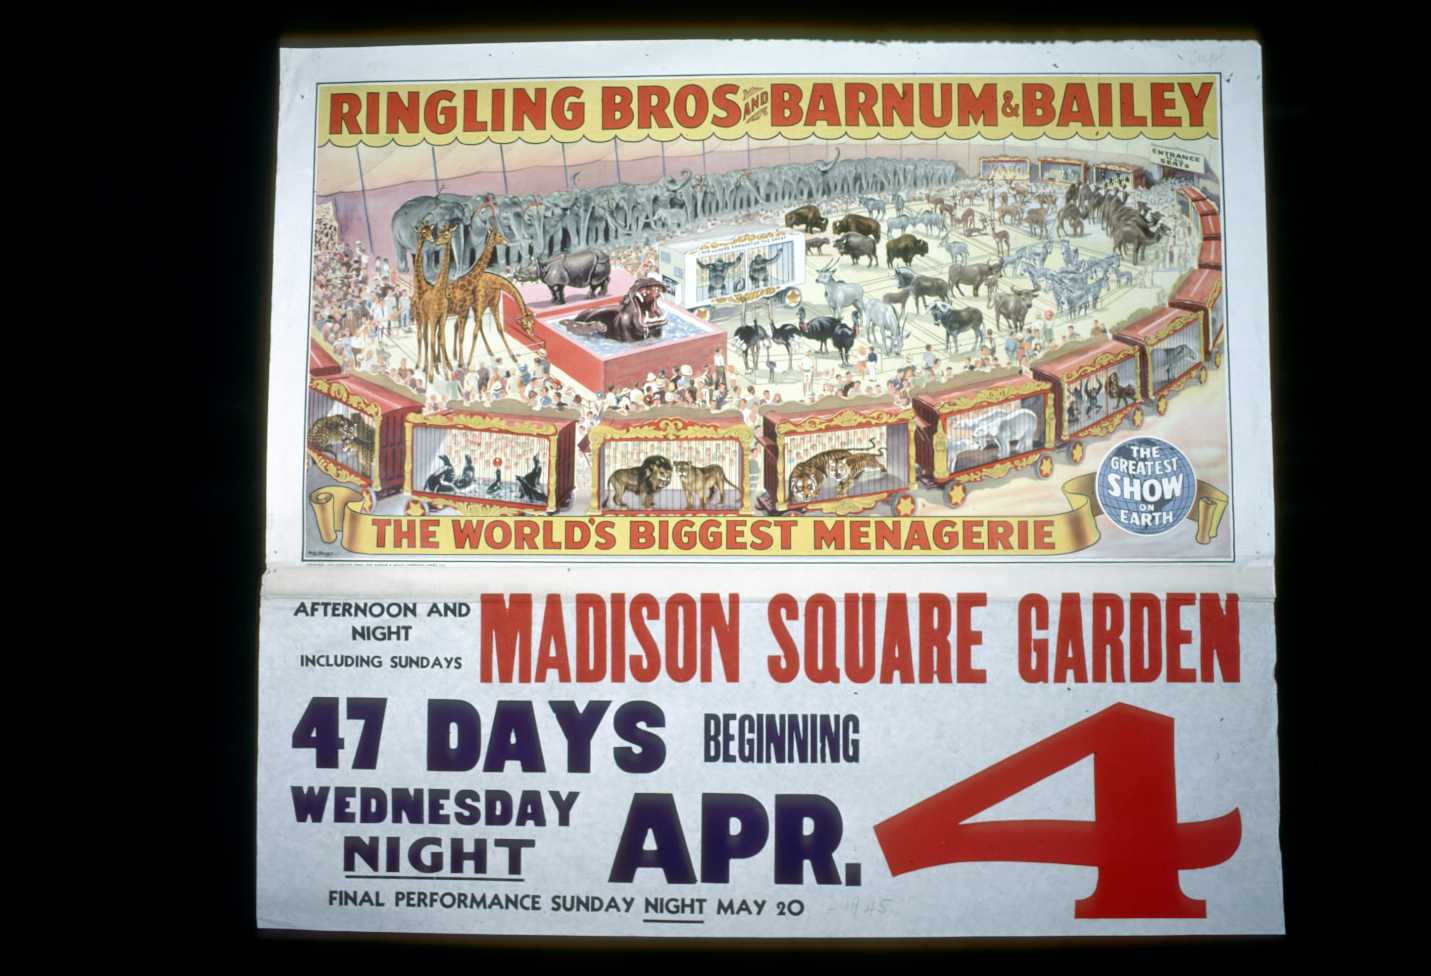 RINGLING BROS AND BARNUM & BAILEY
ENTRANCE
SEATS
THE WORLD'S BIGGEST MENAGERIE
THE
GREATEST
SHOW
ON
EARTH
AFTERNOON AND
NIGHT
INCLUDING SUNDAYS
MADISON SQUARE GARDEN
47 DAYS BEGINNING
WEDNESDAY
NIGHT
APR. 4
FINAL PERFORMANCE SUNDAY NIGHT MAY 20 - 1945